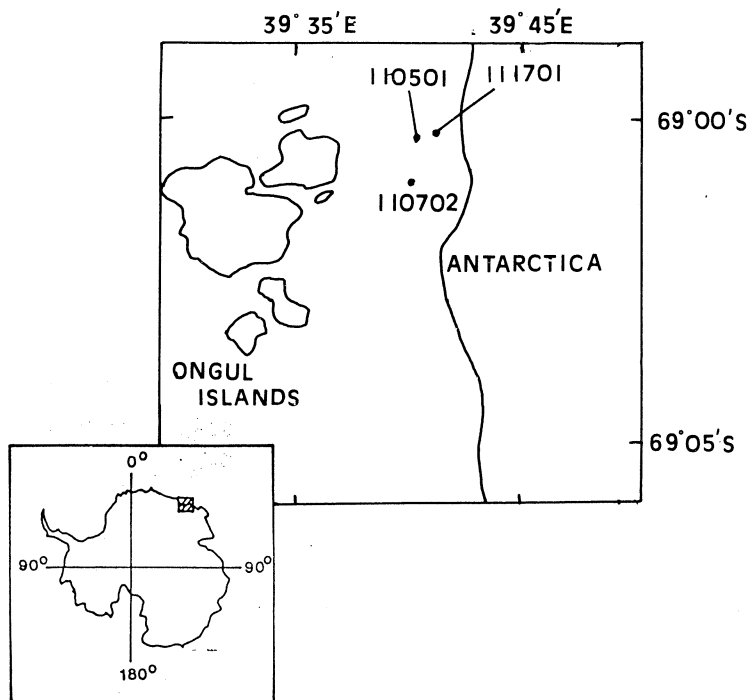 39°35'E 39°45'E
110501 111701
69°00'S
110702
ANTARCTICA
ONGUL
ISLANDS
69°05'S
0°
90° 90°
180°